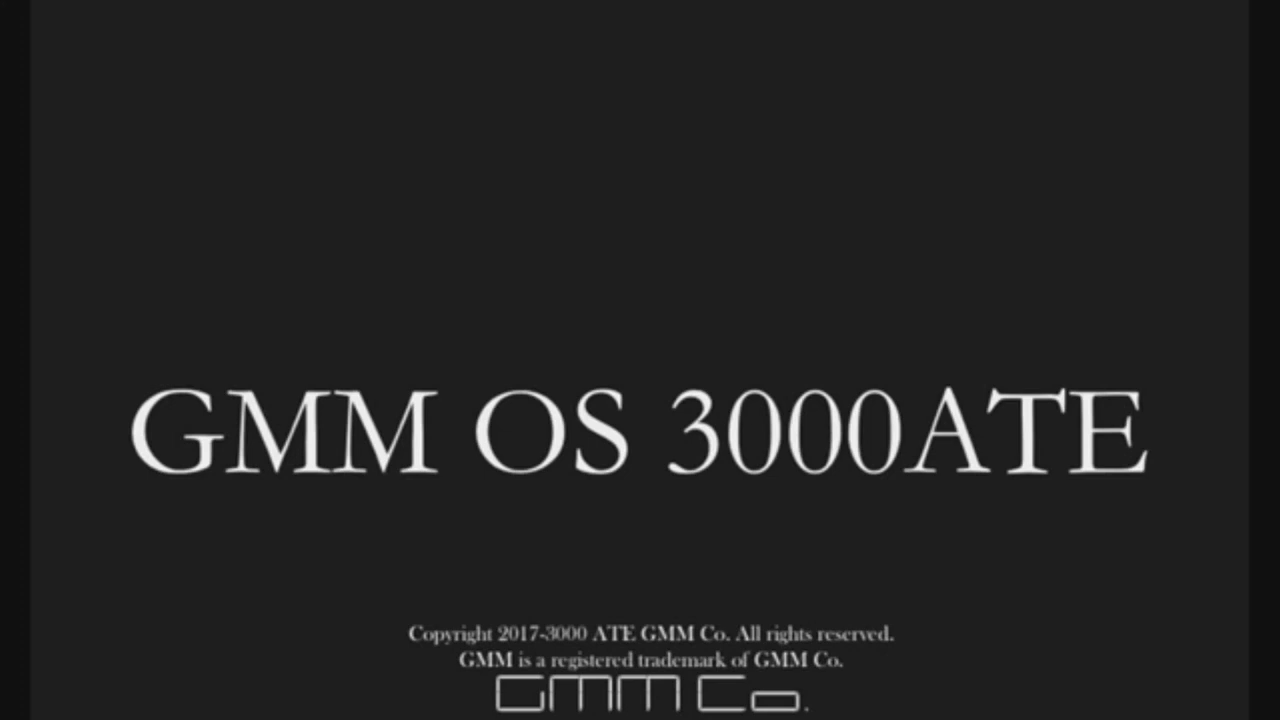 GMM OS 3000ATE
Copyright 2017-3000 ATE GMM Co. All rights reserved.
GMM is a registered trademark of GMM Co.
GMM Co.